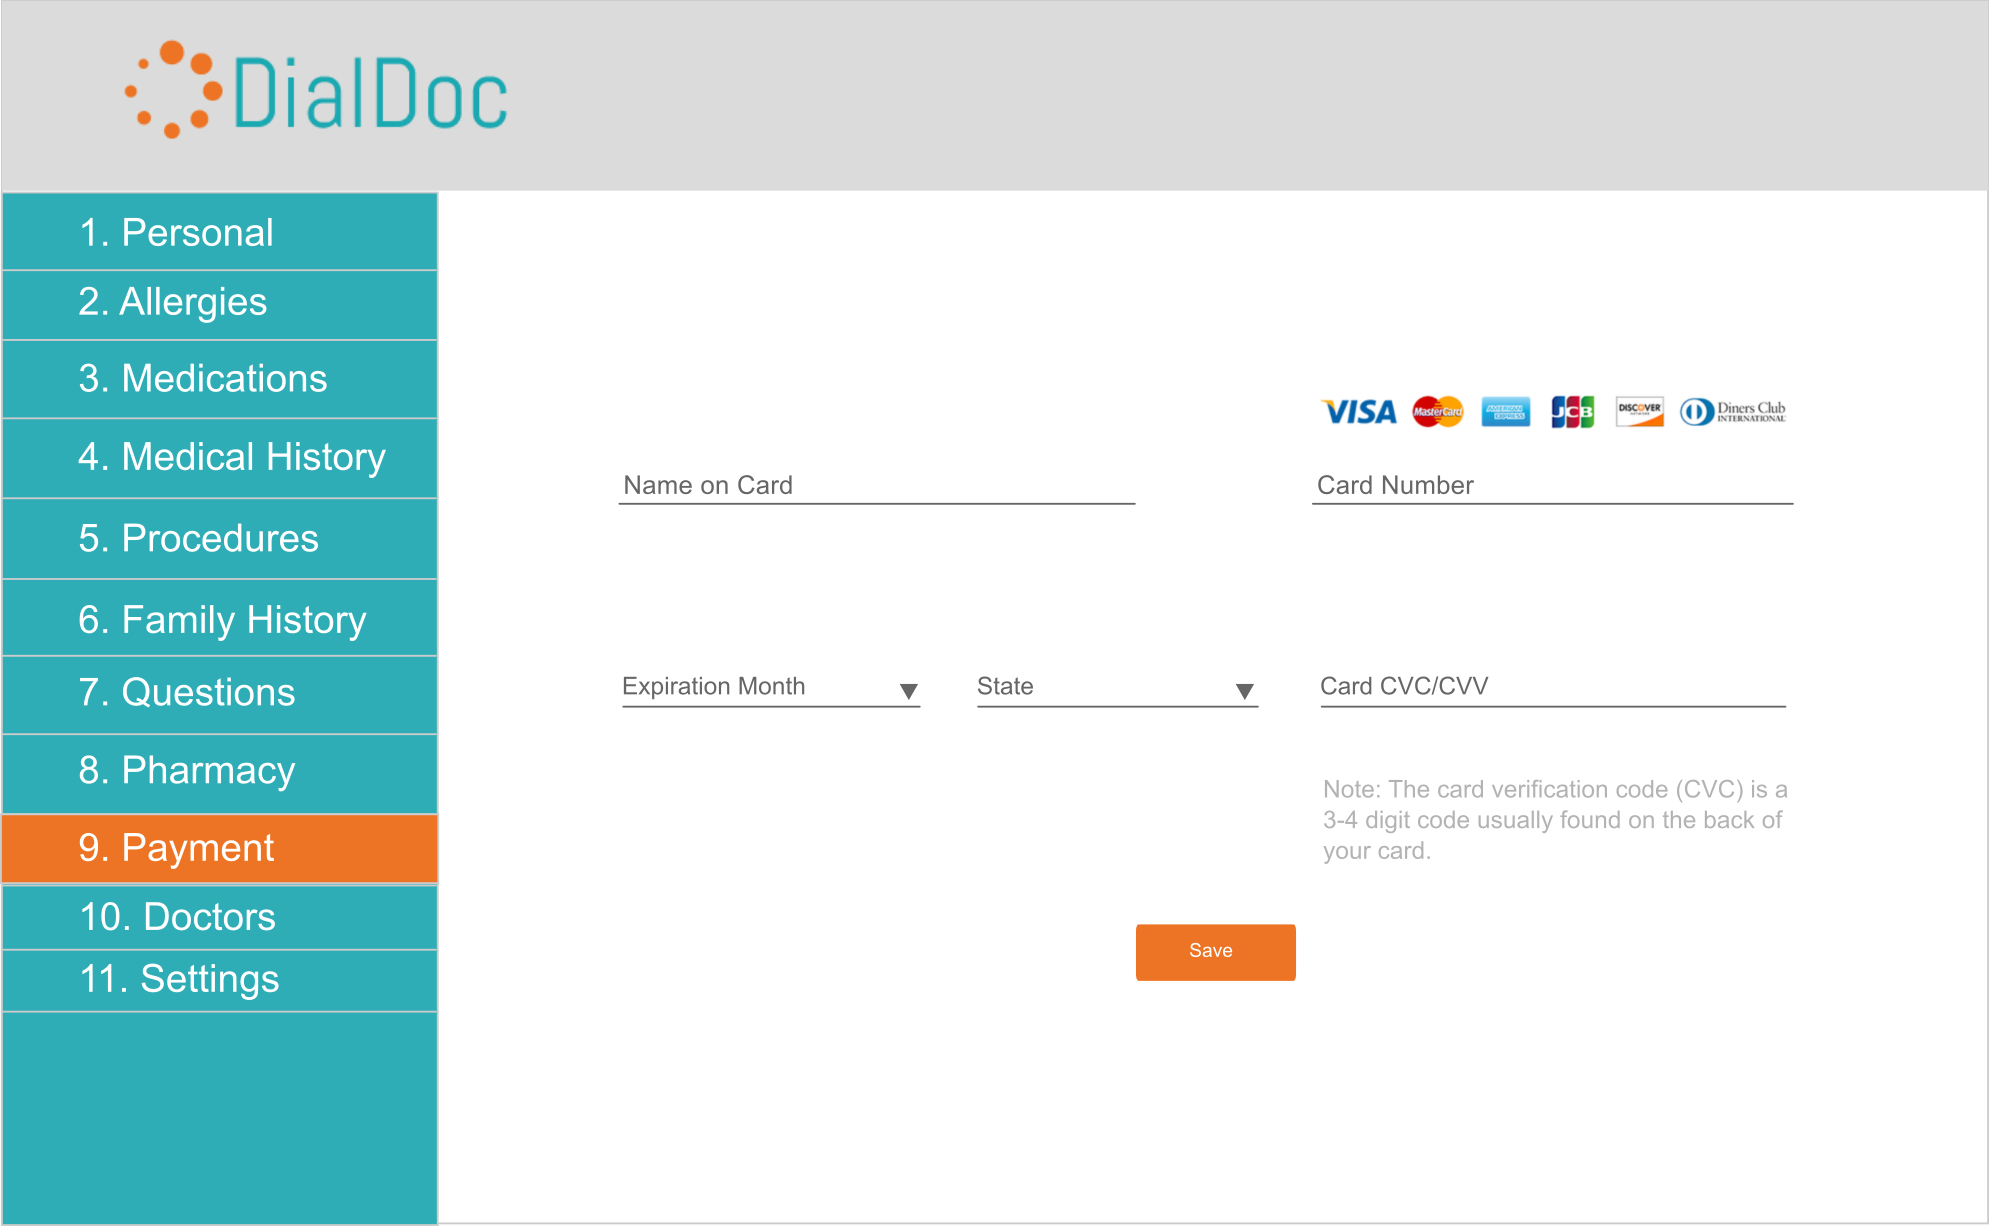 DialDoc
1. Personal
2. Allergies
3. Medications
4. Medical History
5. Procedures
6. Family History
7. Questions
8. Pharmacy
9. Payment
10. Doctors
11. Settings
VISA MasterCard AMERICAN EXPRESS JCB DISCOVER NETWORK Diners Club INTERNATIONAL
Name on Card
Card Number
Expiration Month
State
Card CVC/CVV
Note: The card verification code (CVC) is a
3-4 digit code usually found on the back of
your card.
Save